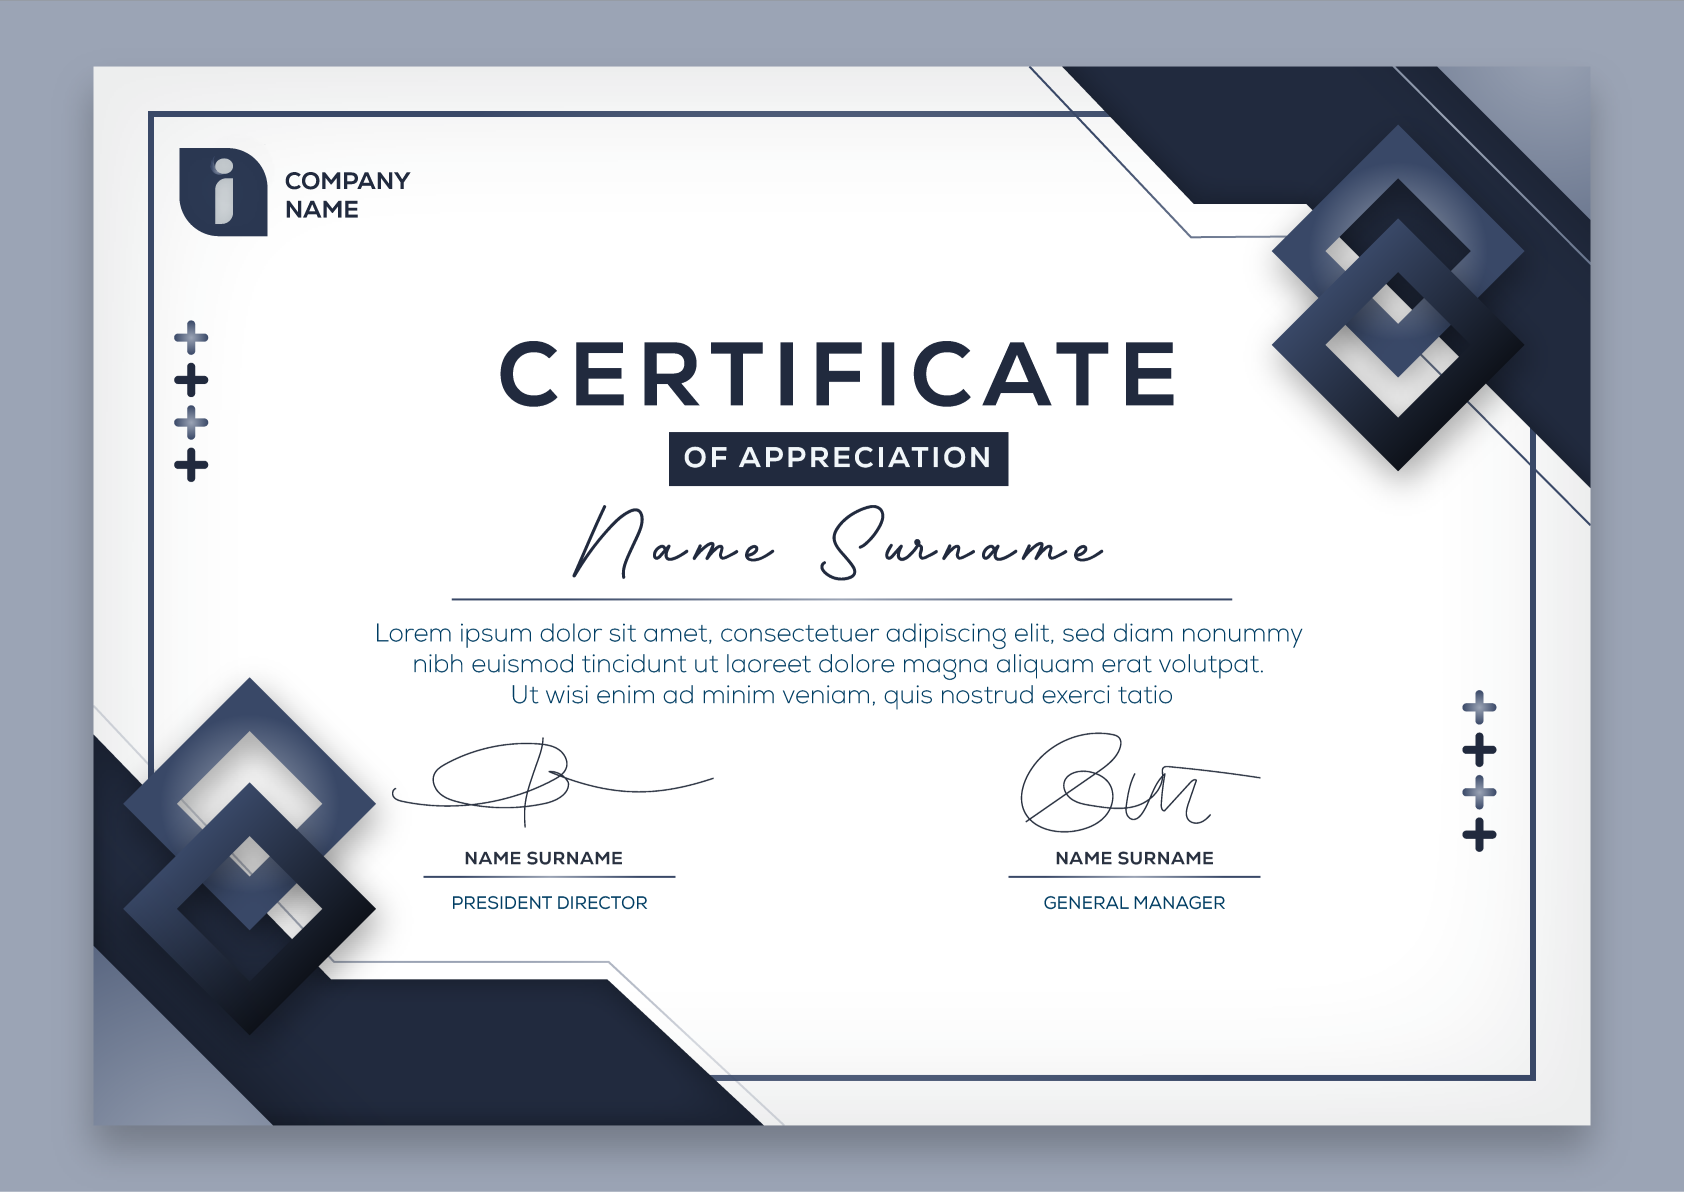 i
COMPANY
NAME
CERTIFICATE
OF APPRECIATION
Name Surname
Lorem ipsum dolor sit amet, consectetuer adipiscing elit, sed diam nonummy
nibh euismod tincidunt ut laoreet dolore magna aliquam erat volutpat.
Ut wisi enim ad minim veniam, quis nostrud exerci tatio
NAME SURNAME
PRESIDENT DIRECTOR
NAME SURNAME
GENERAL MANAGER